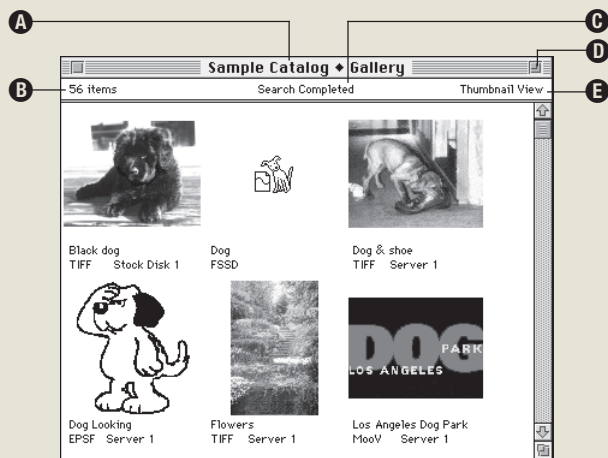 A
C
D
Sample Catalog ◆ Gallery
B
E
56 items Search Completed Thumbnail View
Black dog Dog Dog & shoe
TIFF Stock Disk 1 FSSD TIFF Server 1
DOG
PARK
LOS ANGELES
Dog Looking Flowers Los Angeles Dog Park
EPSF Server 1 TIFF Server 1 MooV Server 1